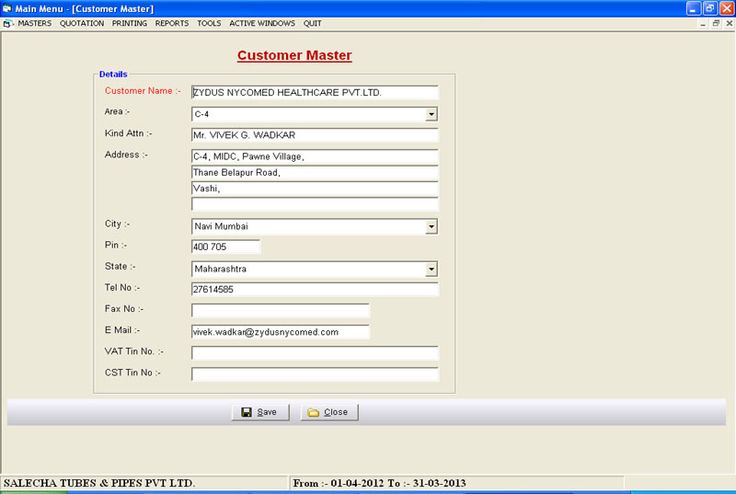 Main Menu - [Customer Master]
MASTERS QUOTATION PRINTING REPORTS TOOLS ACTIVE WINDOWS QUIT
Customer Master
Details
Customer Name :- ZYDUS NYCOMED HEALTHCARE PVT.LTD.
Area :- C-4
Kind Attn :- Mr. VIVEK G. WADKAR
Address :- C-4, MIDC, Pawne Village,
Thane Belapur Road,
Vashi,
City :- Navi Mumbai
Pin :- 400 705
State :- Maharashtra
Tel No :- 27614585
Fax No :-
E Mail :- vivek.wadkar@zydusnycomed.com
VAT Tin No. :-
CST Tin No :-
Save Close
SALECHA TUBES & PIPES PVT LTD. From :- 01-04-2012 To :- 31-03-2013